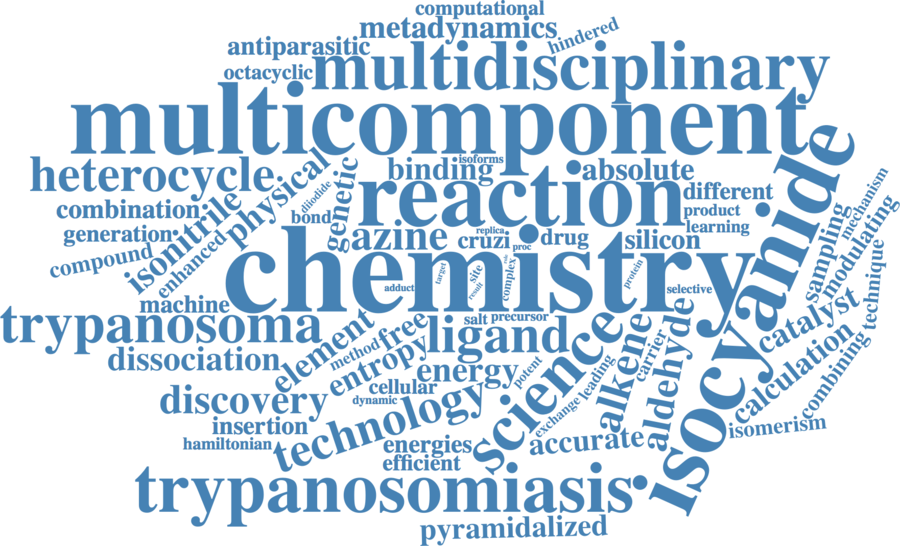 computational
metadynamics
hindered
antiparasitic
multidisciplinary
octacyclic
multicomponent
heterocycle
physical
diiodide
genetic
binding
isoforms
absolute
isocyanide
combination
isonitrile
bond
reaction
different
mechanism
generation
enhanced
azine
replica
cruzi
proc
drug
silicon
product
learning
sampling
modulating
compound
chemistry
adduct
target
site
result
role
complex
protein
selective
technique
machine
trypanosoma
element
free
salt
precursor
ligand
science
alkene
carrier
aldehyde
catalyst
dissociation
method
entropy
energy
potent
leading
calculation
combining
discovery
cellular
dynamic
technology
exchange
insertion
hamiltonian
energies
efficient
accurate
isomerism
trypanosomiasis
pyramidalized